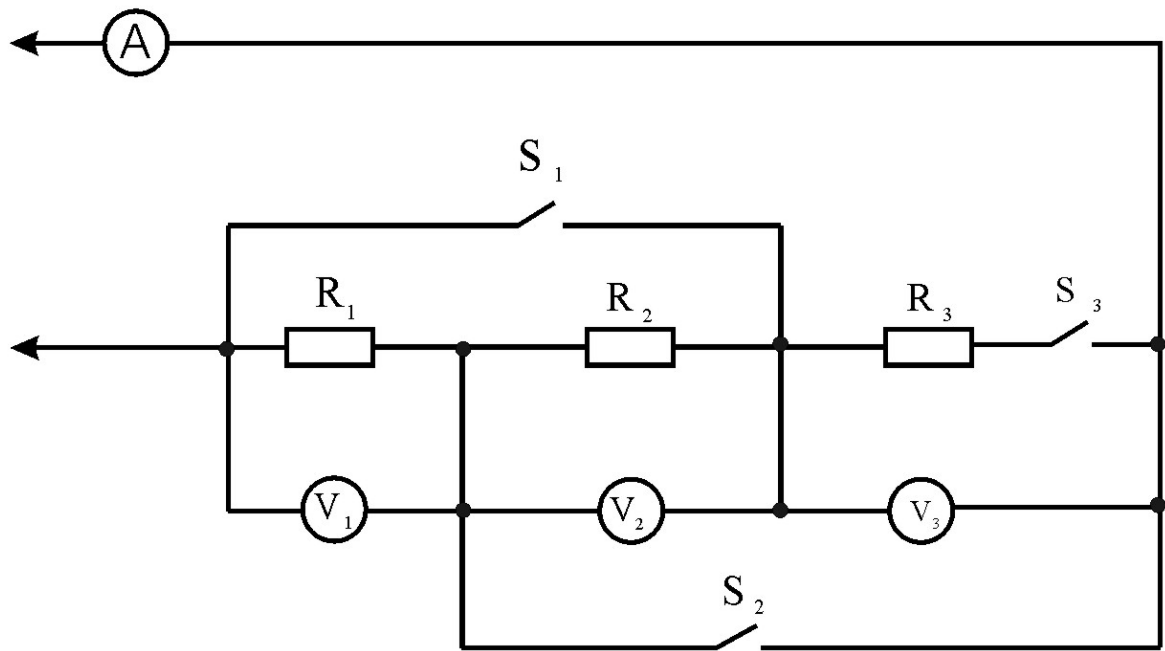 A
S₁
R₁ R₂ R₃ S₃
V₁ V₂ V₃
S₂